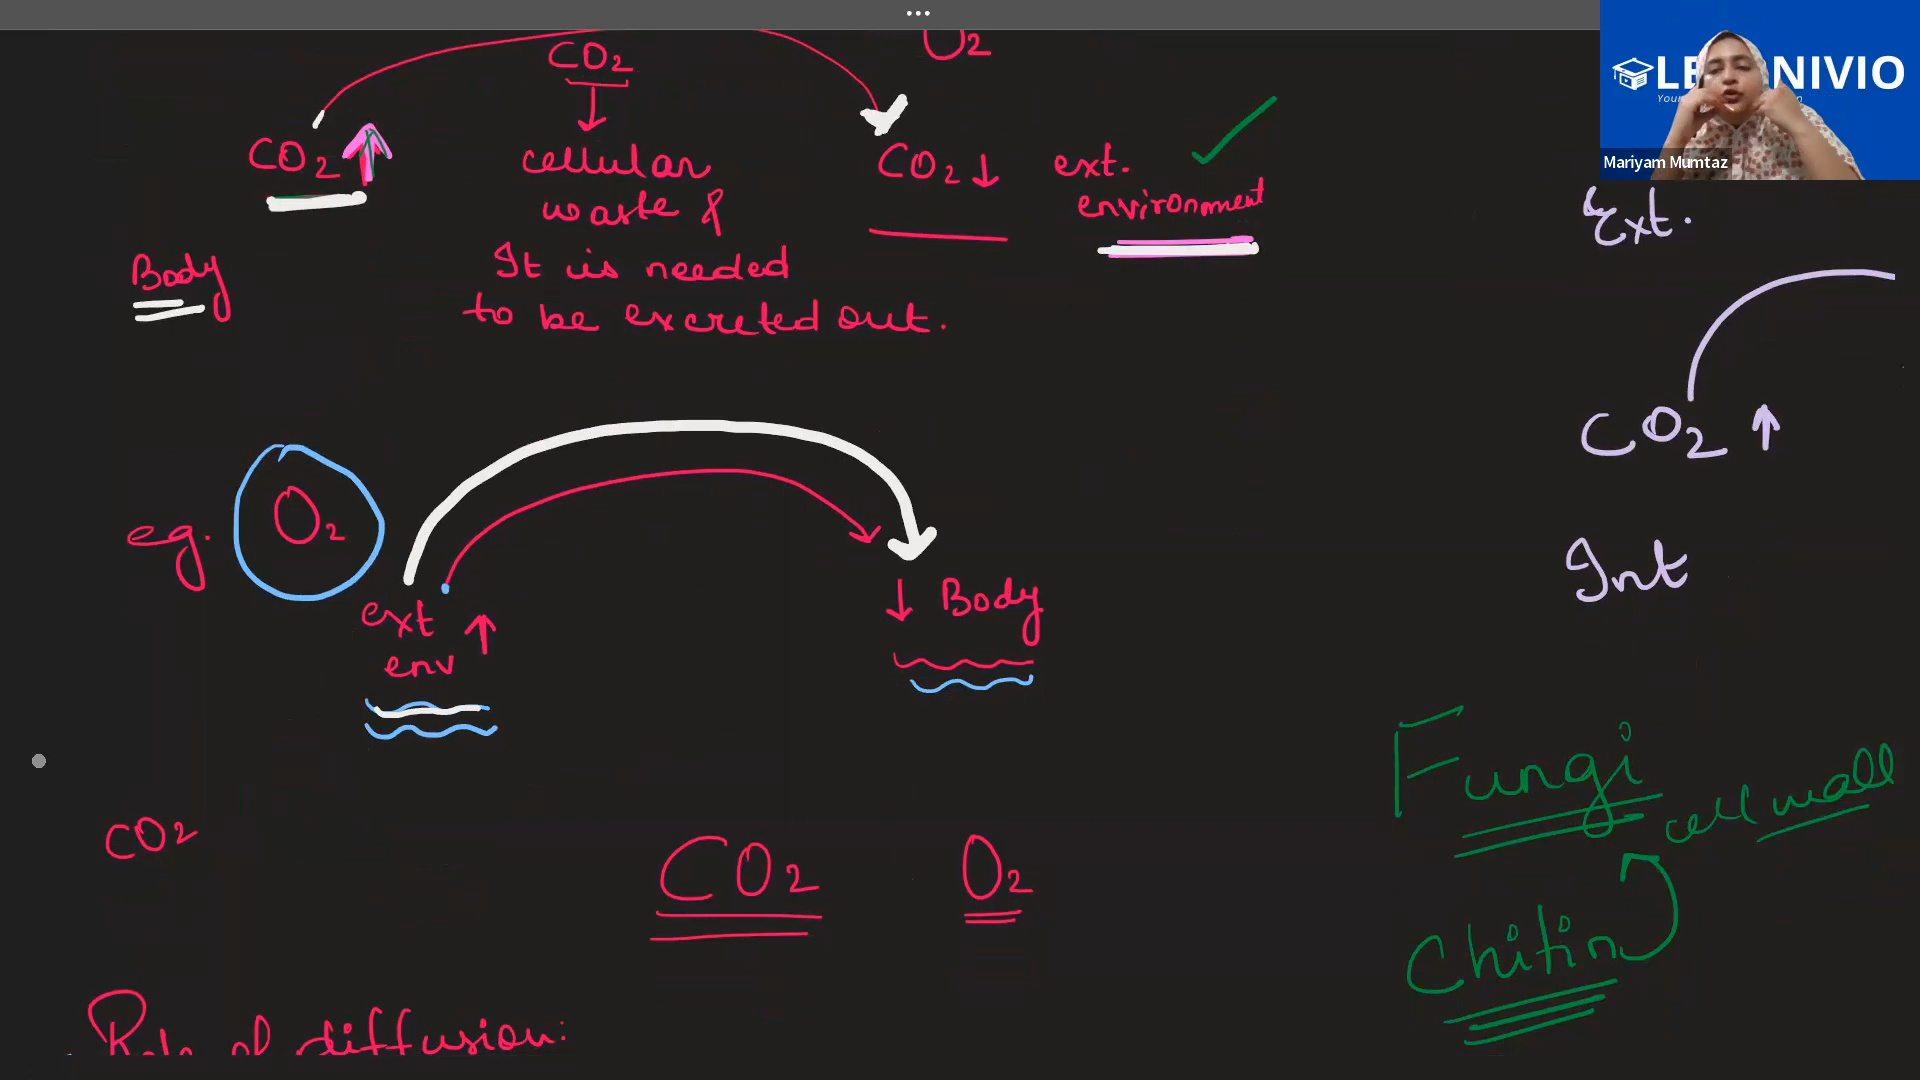 CO2
O2
CO2 ↑
cellular
waste &
It is needed
to be excreted out.
CO2 ↓
ext.
environment
Body
eg. O2
ext ↑
env
↓ Body
CO2
CO2
O2
Role of diffusion:
Ext.
CO2 ↑
Int
Fungi
cell wall
Chitin
NIVIO
Mariyam Mumtaz